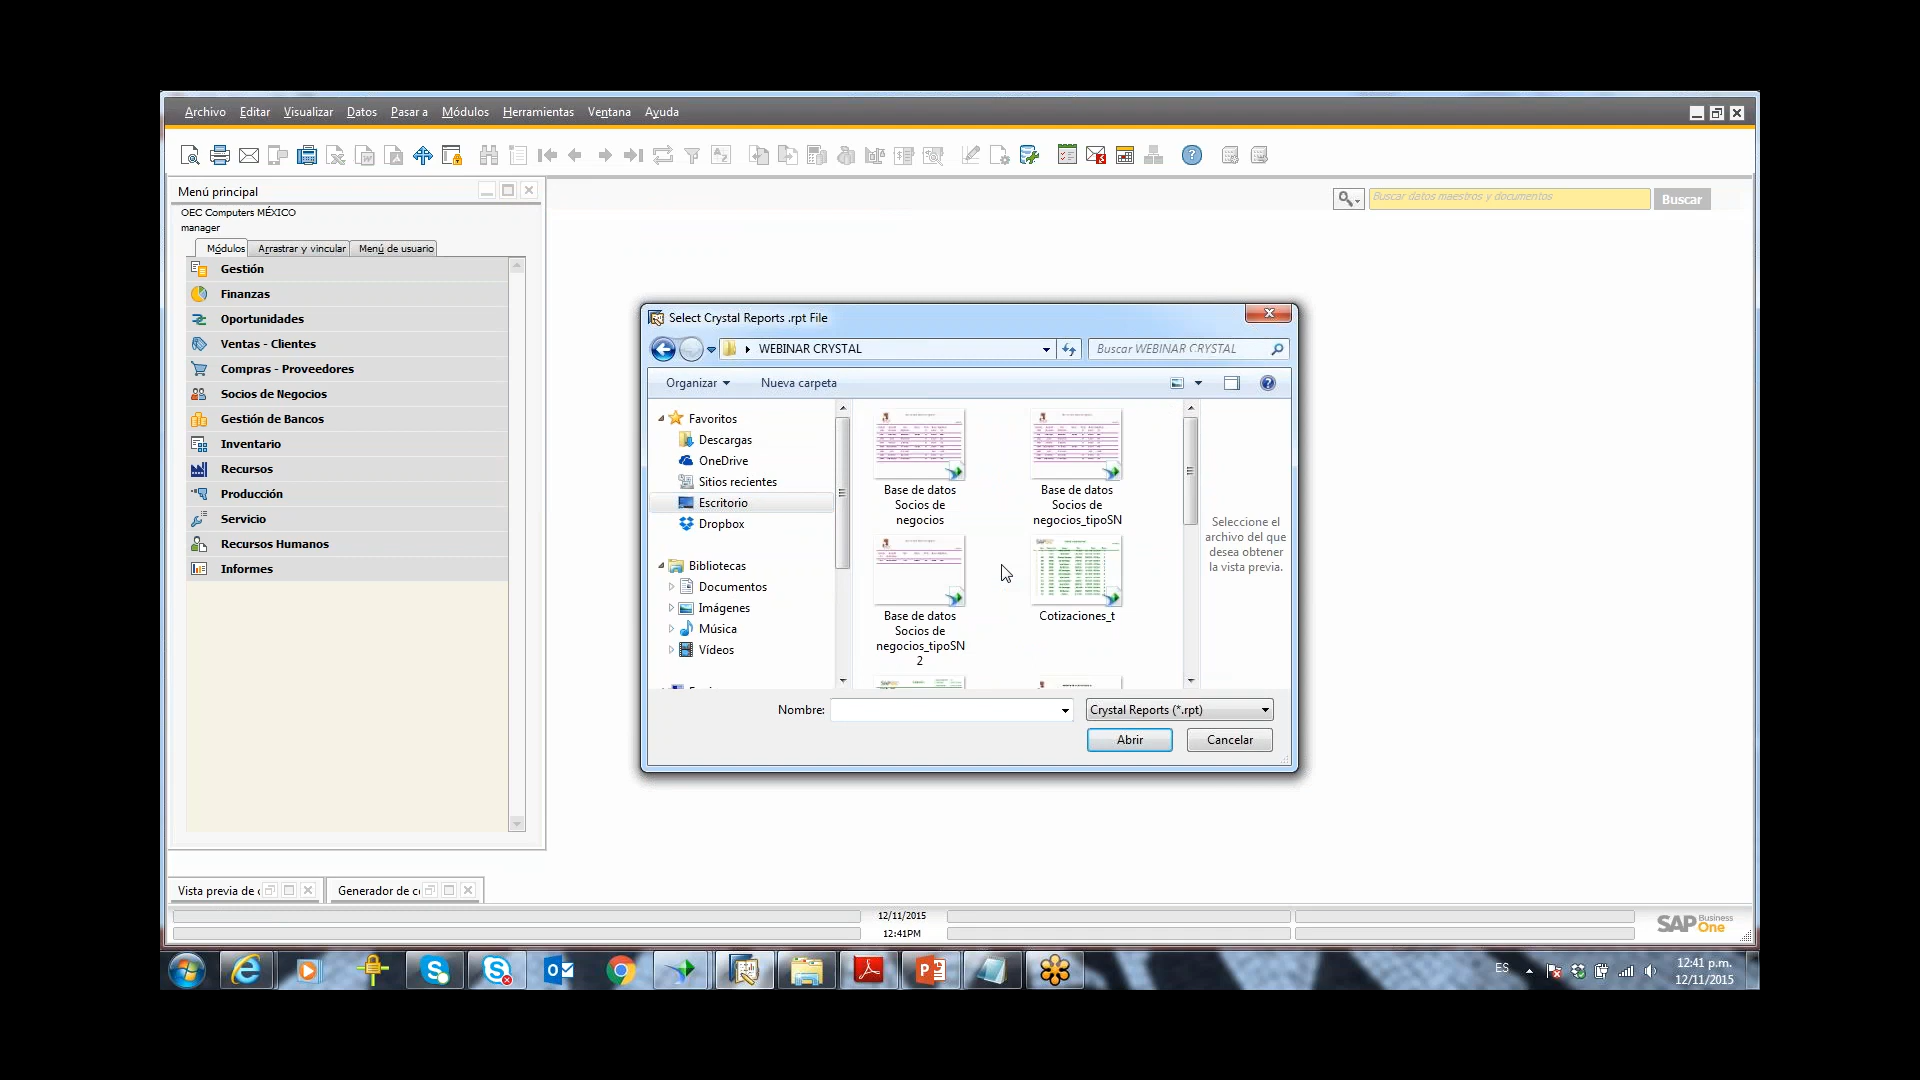 Archivo Editar Visualizar Datos Pasar a Módulos Herramientas Ventana Ayuda
Menú principal
Buscar datos maestros y documentos Buscar
OEC Computers MÉXICO
manager
Módulos Arrastrar y vincular Menú de usuario
Gestión
Finanzas
Oportunidades
Ventas - Clientes
Compras - Proveedores
Socios de Negocios
Gestión de Bancos
Inventario
Recursos
Producción
Servicio
Recursos Humanos
Informes
Select Crystal Reports .rpt File
WEBINAR CRYSTAL
Buscar WEBINAR CRYSTAL
Organizar Nueva carpeta
Favoritos
Descargas
OneDrive
Sitios recientes
Escritorio
Dropbox
Bibliotecas
Documentos
Imágenes
Música
Vídeos
Base de datos
Socios de
negocios
Base de datos
Socios de
negocios_tipoSN
Base de datos
Socios de
negocios_tipoSN
2
Cotizaciones_t
Seleccione el
archivo del que
desea obtener
la vista previa.
Nombre:
Crystal Reports (*.rpt)
Abrir Cancelar
Vista previa de c
Generador de c
12/11/2015
12:41PM
SAP Business
One
ES
12:41 p.m.
12/11/2015